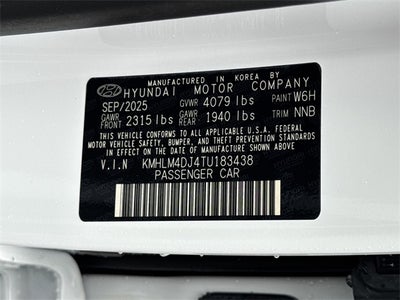 MANUFACTURED IN KOREA BY
HYUNDAI MOTOR COMPANY
SEP/2025 GVWR 4079 lbs PAINT W6H
GAWR FRONT 2315 lbs GAWR REAR 1940 lbs TRIM NNB
THIS VEHICLE CONFORMS TO ALL APPLICABLE U.S.A. FEDERAL
MOTOR VEHICLE SAFETY, BUMPER, AND THEFT PREVENTION STANDARDS
IN EFFECT ON THE DATE OF MANUFACTURE SHOWN ABOVE.
V.I.N KMHLM4DJ4TU183438
PASSENGER CAR